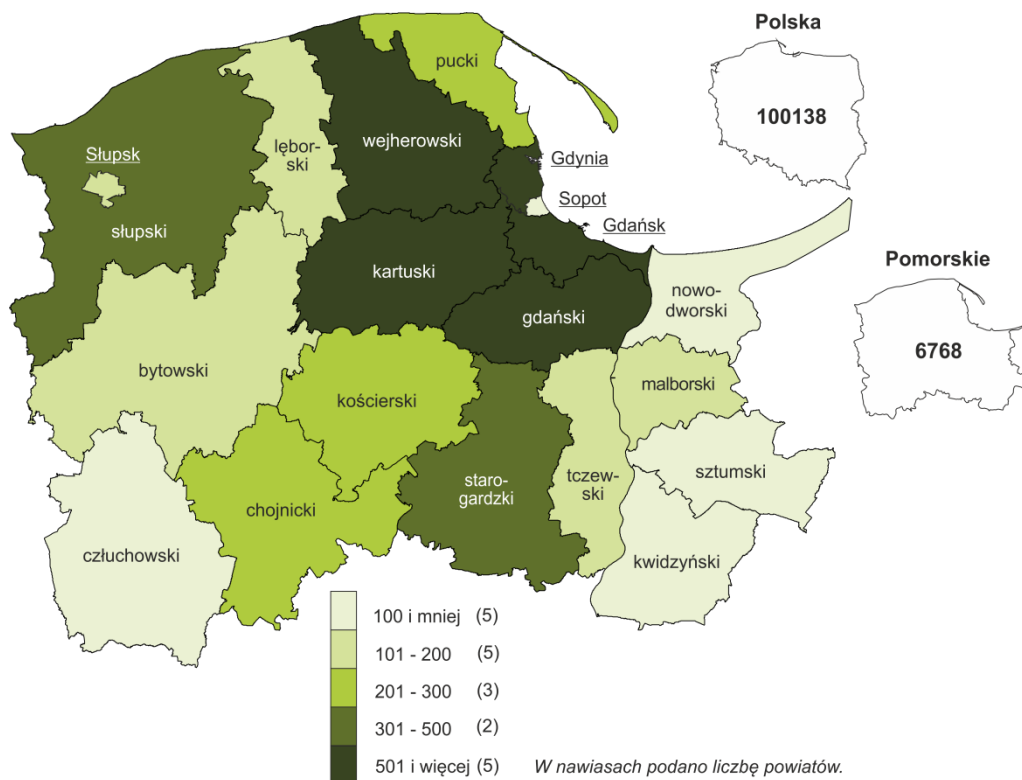 Polska
100138
pucki
wejherowski
lębor-
ski
Słupsk
słupski
Gdynia
Sopot
Gdańsk
kartuski
gdański
nowo-
dworski
Pomorskie
6768
bytowski
kościerski
malborski
staro-
gardzki
tczew-
ski
sztumski
chojnicki
człuchowski
kwidzyński
100 i mniej (5)
101 - 200 (5)
201 - 300 (3)
301 - 500 (2)
501 i więcej (5)
W nawiasach podano liczbę powiatów.